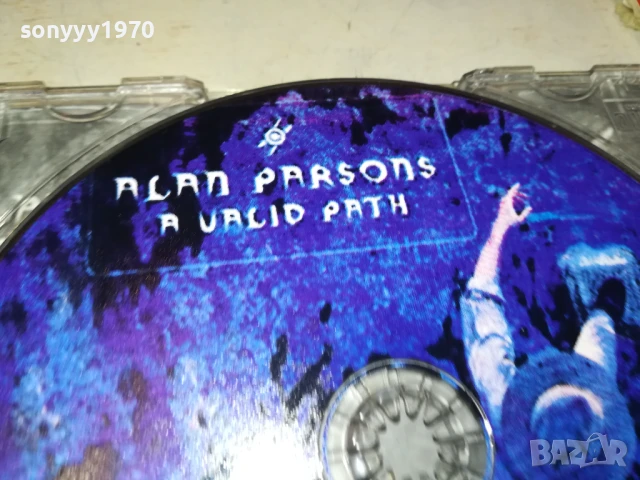 sonyyy1970
ALAN PARSONS
A VALID PATH
BAZAR